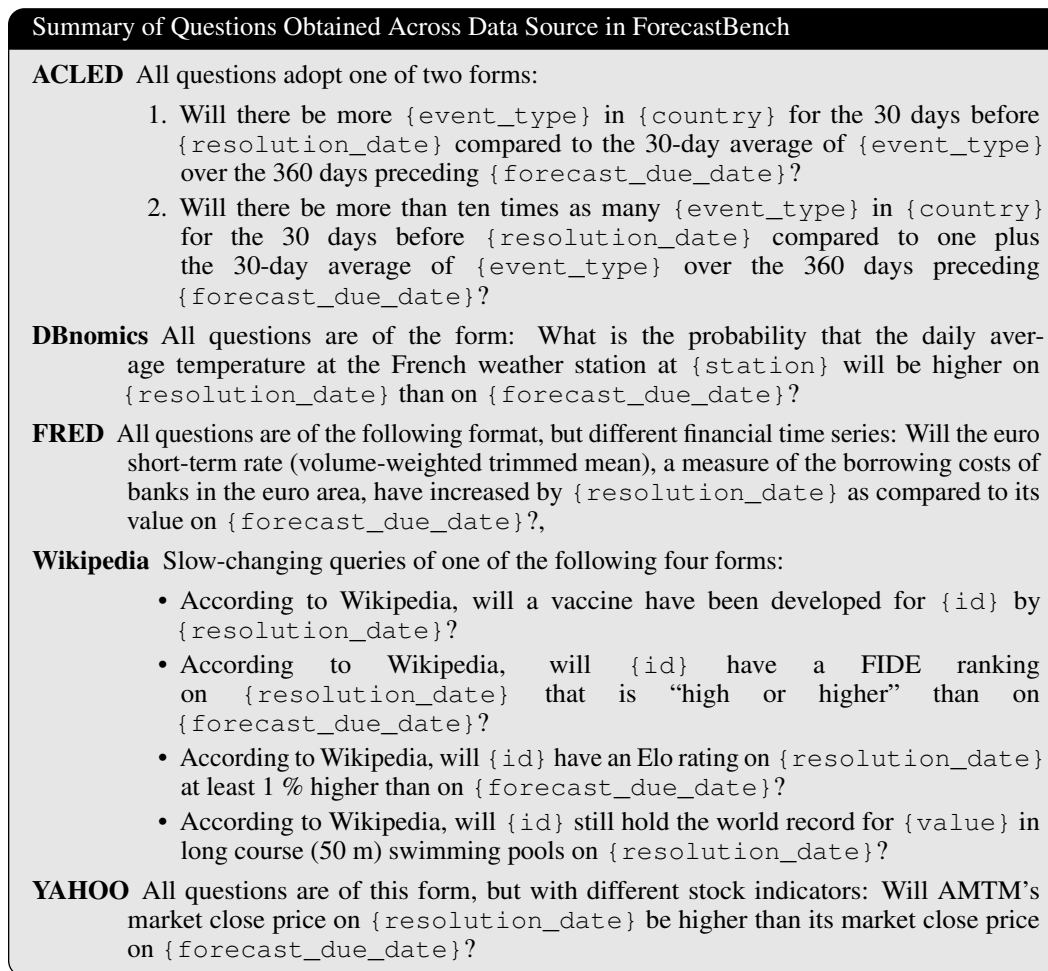 Summary of Questions Obtained Across Data Source in ForecastBench
ACLED All questions adopt one of two forms:
1. Will there be more {event_type} in {country} for the 30 days before
{resolution_date} compared to the 30-day average of {event_type}
over the 360 days preceding {forecast_due_date}?
2. Will there be more than ten times as many {event_type} in {country}
for the 30 days before {resolution_date} compared to one plus
the 30-day average of {event_type} over the 360 days preceding
{forecast_due_date}?
DBnomics All questions are of the form: What is the probability that the daily aver-
age temperature at the French weather station at {station} will be higher on
{resolution_date} than on {forecast_due_date}?
FRED All questions are of the following format, but different financial time series: Will the euro
short-term rate (volume-weighted trimmed mean), a measure of the borrowing costs of
banks in the euro area, have increased by {resolution_date} as compared to its
value on {forecast_due_date}?,
Wikipedia Slow-changing queries of one of the following four forms:
• According to Wikipedia, will a vaccine have been developed for {id} by
{resolution_date}?
• According to Wikipedia, will {id} have a FIDE ranking
on {resolution_date} that is “high or higher” than on
{forecast_due_date}?
• According to Wikipedia, will {id} have an Elo rating on {resolution_date}
at least 1 % higher than on {forecast_due_date}?
• According to Wikipedia, will {id} still hold the world record for {value} in
long course (50 m) swimming pools on {resolution_date}?
YAHOO All questions are of this form, but with different stock indicators: Will AMTM’s
market close price on {resolution_date} be higher than its market close price
on {forecast_due_date}?